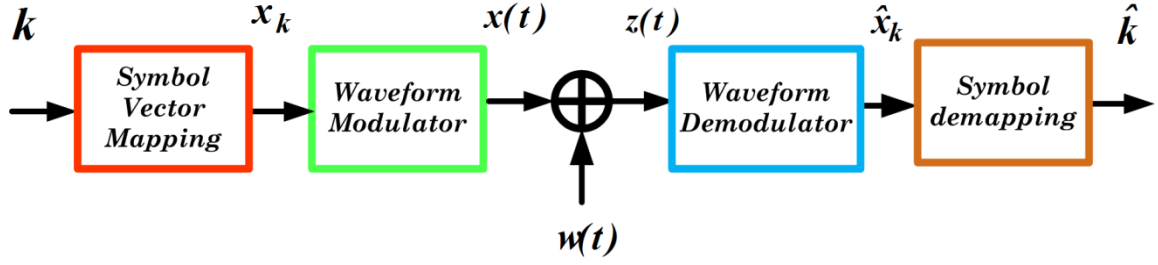 k
x_k
x(t)
z(t)
x̂_k
k̂
Symbol
Vector
Mapping
Waveform
Modulator
Waveform
Demodulator
Symbol
demapping
w(t)